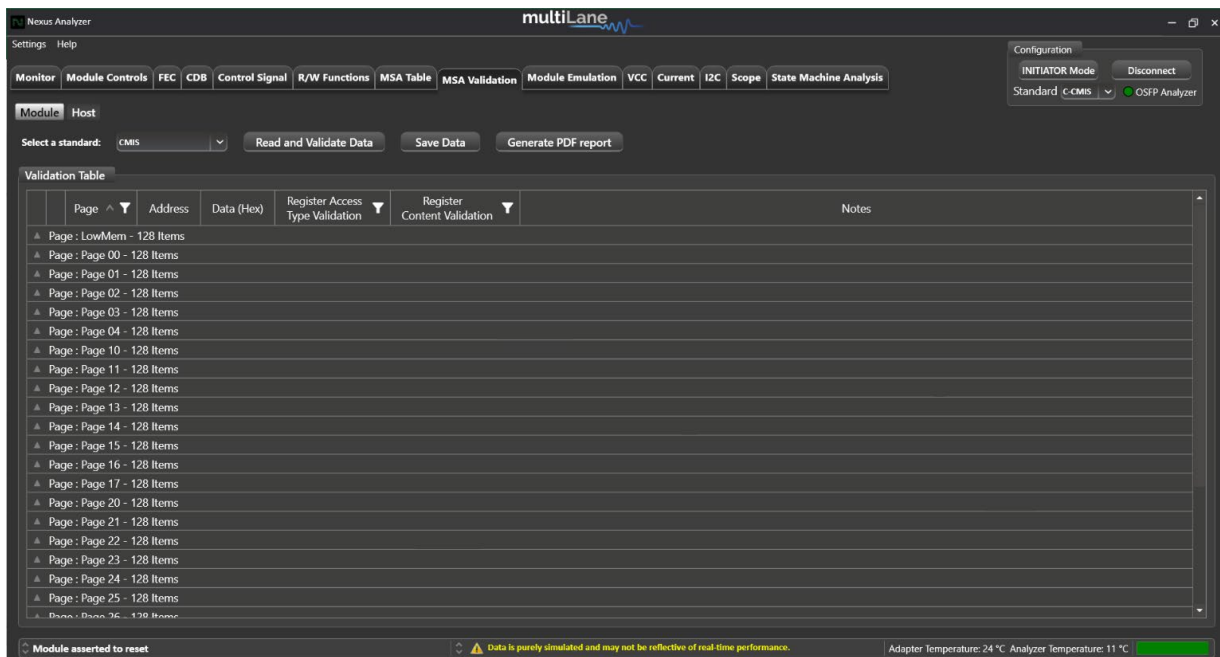 Nexus Analyzer
multiLane
Settings Help
Configuration
INITIATOR Mode Disconnect
Standard C-CMIS OSFP Analyzer
Monitor Module Controls FEC CDB Control Signal R/W Functions MSA Table MSA Validation Module Emulation VCC Current I2C Scope State Machine Analysis
Module Host
Select a standard: CMIS Read and Validate Data Save Data Generate PDF report
Validation Table
Page Address Data (Hex) Register Access Type Validation Register Content Validation Notes
Page : LowMem - 128 Items
Page : Page 00 - 128 Items
Page : Page 01 - 128 Items
Page : Page 02 - 128 Items
Page : Page 03 - 128 Items
Page : Page 04 - 128 Items
Page : Page 10 - 128 Items
Page : Page 11 - 128 Items
Page : Page 12 - 128 Items
Page : Page 13 - 128 Items
Page : Page 14 - 128 Items
Page : Page 15 - 128 Items
Page : Page 16 - 128 Items
Page : Page 17 - 128 Items
Page : Page 20 - 128 Items
Page : Page 21 - 128 Items
Page : Page 22 - 128 Items
Page : Page 23 - 128 Items
Page : Page 24 - 128 Items
Page : Page 25 - 128 Items
Page : Page 26 - 128 Items
Module asserted to reset Data is purely simulated and may not be reflective of real-time performance. Adapter Temperature: 24 °C Analyzer Temperature: 11 °C